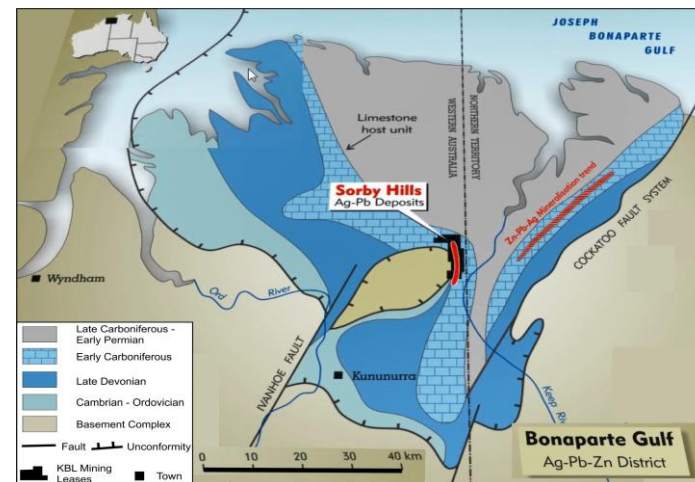 JOSEPH
BONAPARTE
GULF
Limestone
host unit
WESTERN AUSTRALIA
NORTHERN TERRITORY
Sorby Hills
Ag-Pb Deposits
Zn-Pb-Ag Mineralisation trend
COCKATOO FAULT SYSTEM
Wyndham
Ord River
IVANHOE FAULT
Kununurra
Keep River
Late Carboniferous -
Early Permian
Early Carboniferous
Late Devonian
Cambrian - Ordovician
Basement Complex
Fault
Unconformity
KBL Mining
Leases
Town
0 10 20 30 40 km
Bonaparte Gulf
Ag-Pb-Zn District